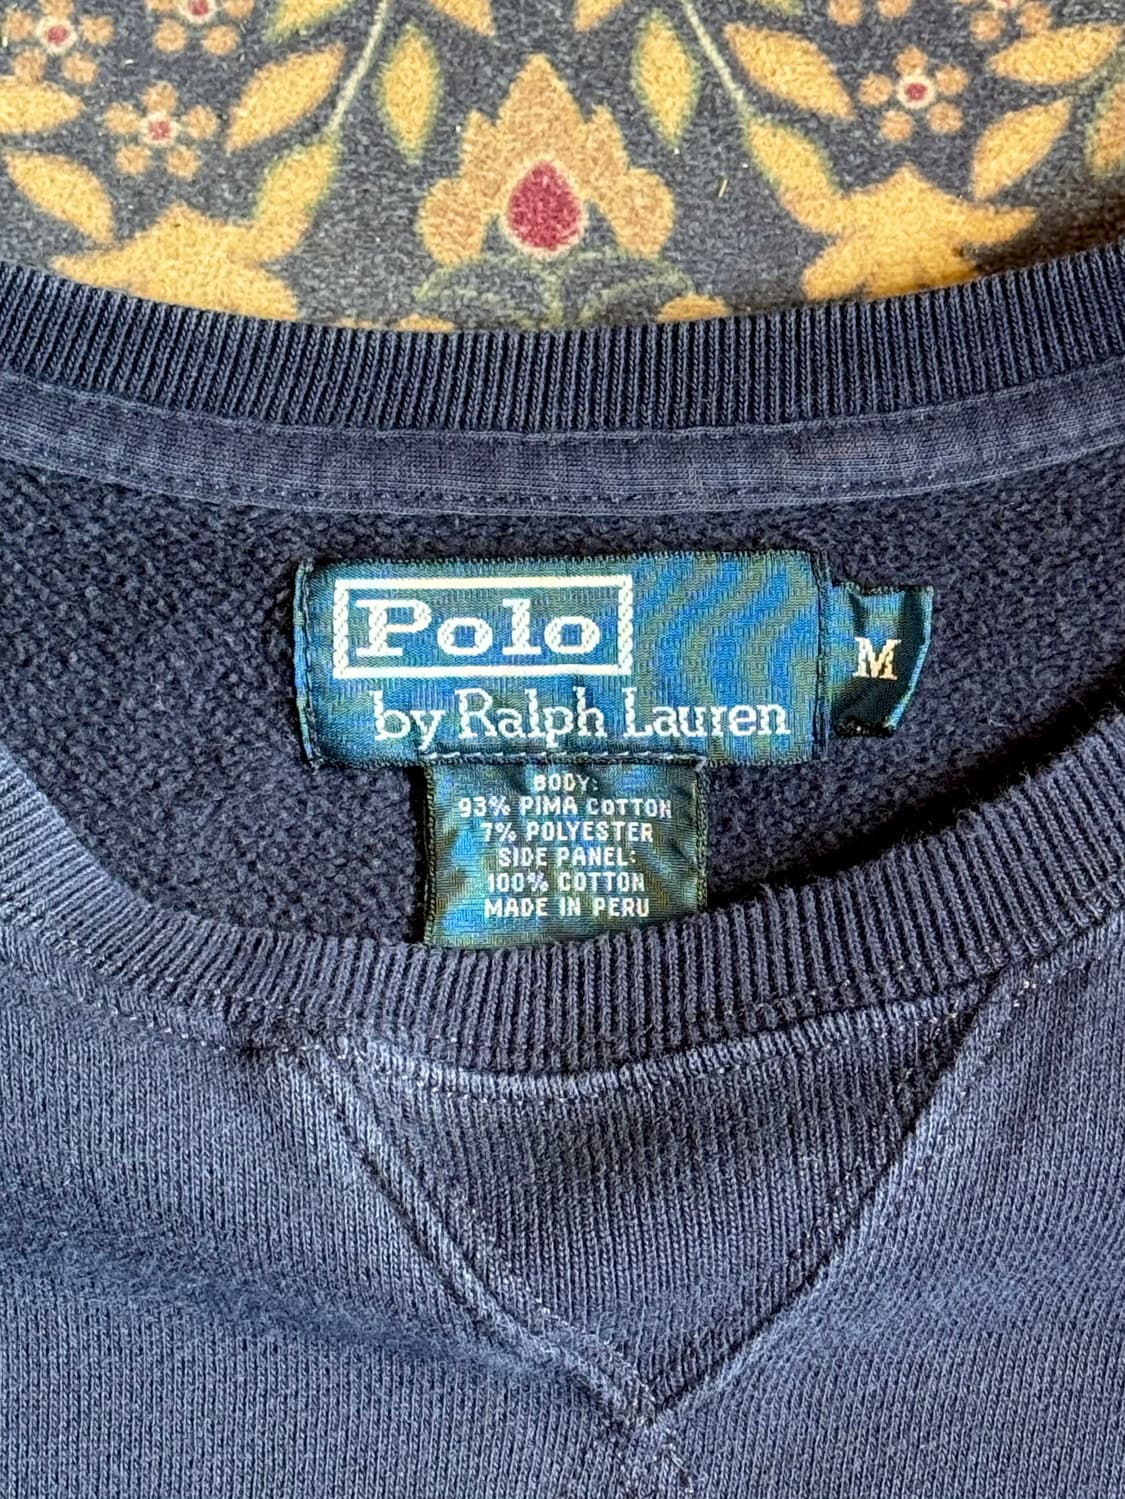 Polo
by Ralph Lauren
M
BODY:
93% PIMA COTTON
7% POLYESTER
SIDE PANEL:
100% COTTON
MADE IN PERU